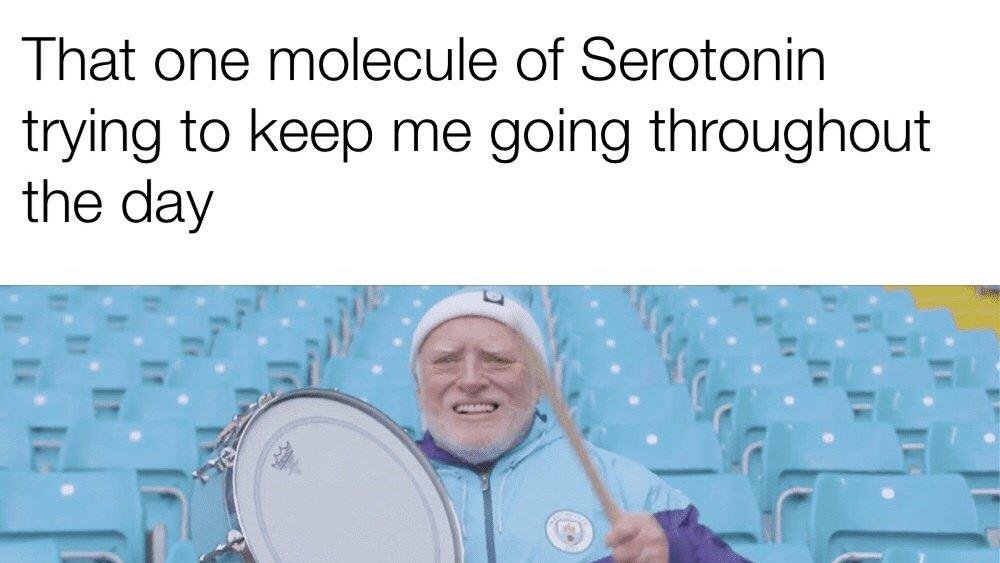 That one molecule of Serotonin
trying to keep me going throughout
the day